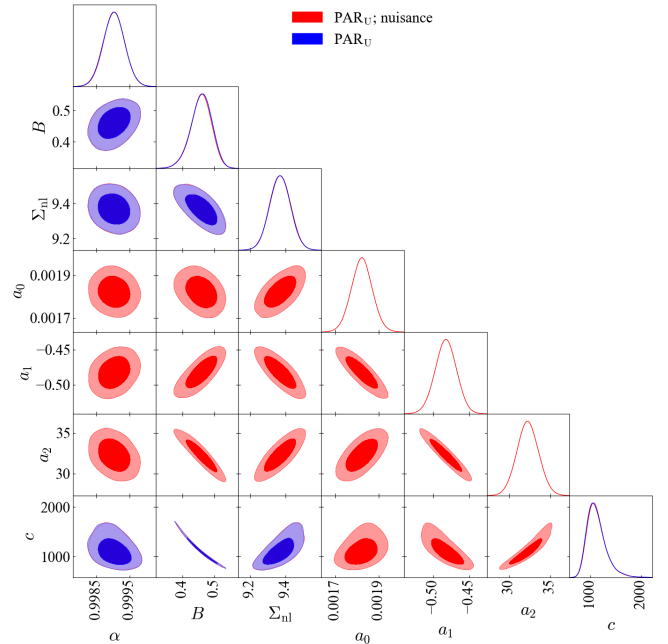 PAR_U; nuisance
PAR_U
0.5
0.4
B
9.4
9.2
Σ_nl
0.0019
0.0017
a_0
−0.45
−0.50
a_1
35
30
a_2
2000
1000
c
0.9985 0.9995 0.4 0.5 9.2 9.4 0.0017 0.0019 −0.50 −0.45 30 35 1000 2000
α B Σ_nl a_0 a_1 a_2 c